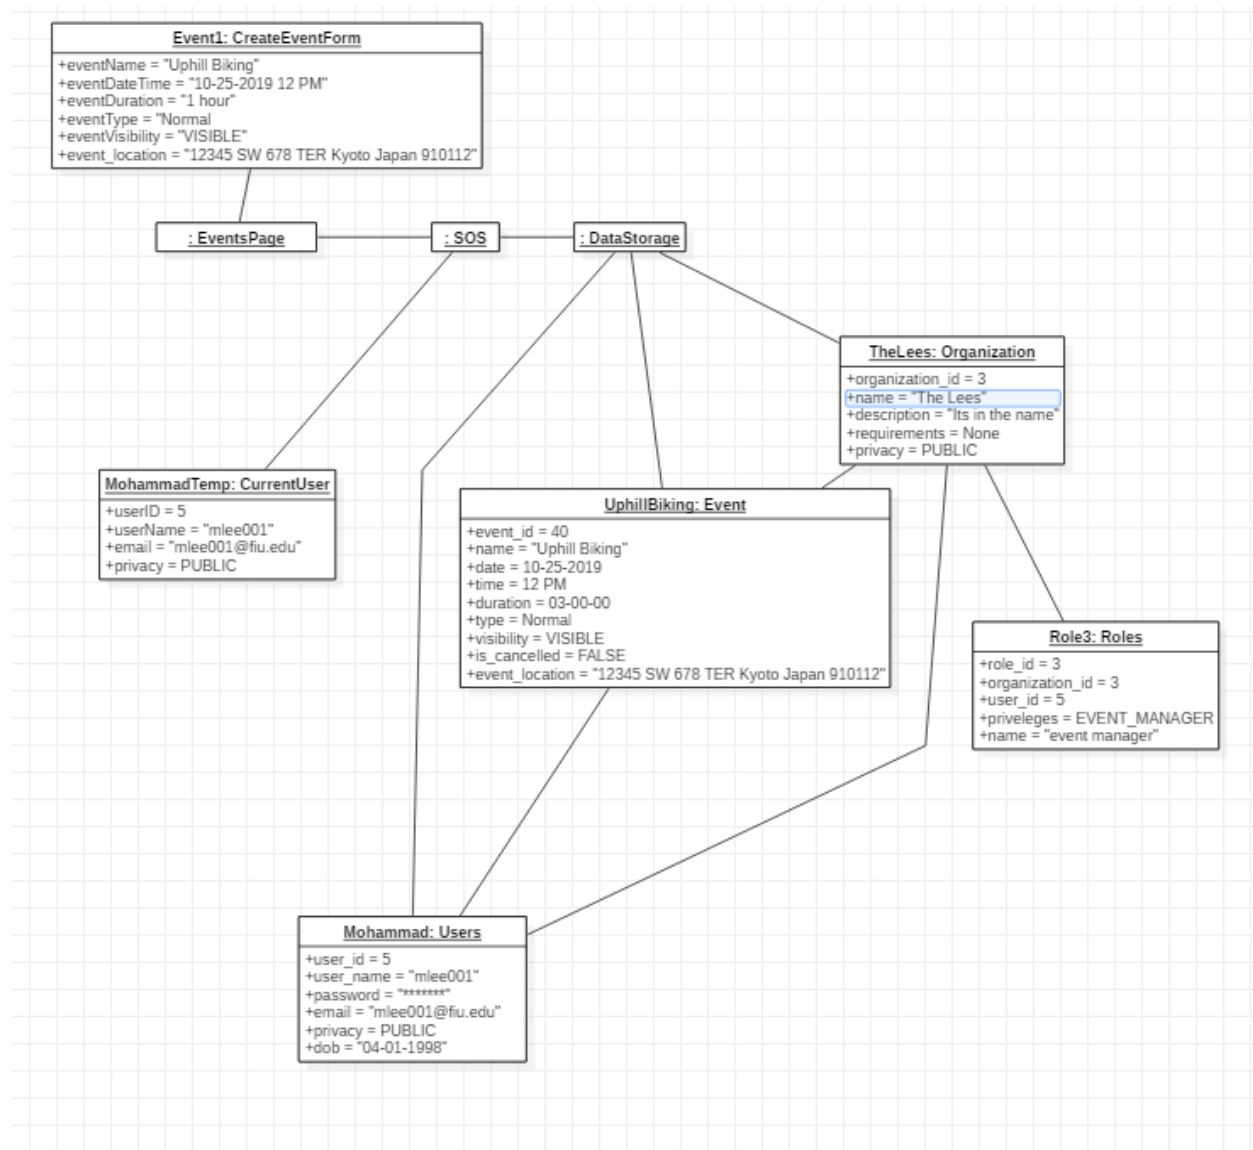 Event1: CreateEventForm
+eventName = "Uphill Biking"
+eventDateTime = "10-25-2019 12 PM"
+eventDuration = "1 hour"
+eventType = "Normal
+eventVisibility = "VISIBLE"
+event_location = "12345 SW 678 TER Kyoto Japan 910112"
: EventsPage
: SOS
: DataStorage
TheLees: Organization
+organization_id = 3
+name = "The Lees"
+description = "Its in the name"
+requirements = None
+privacy = PUBLIC
MohammadTemp: CurrentUser
+userID = 5
+userName = "mlee001"
+email = "mlee001@fiu.edu"
+privacy = PUBLIC
UphillBiking: Event
+event_id = 40
+name = "Uphill Biking"
+date = 10-25-2019
+time = 12 PM
+duration = 03-00-00
+type = Normal
+visibility = VISIBLE
+is_cancelled = FALSE
+event_location = "12345 SW 678 TER Kyoto Japan 910112"
Role3: Roles
+role_id = 3
+organization_id = 3
+user_id = 5
+priveleges = EVENT_MANAGER
+name = "event manager"
Mohammad: Users
+user_id = 5
+user_name = "mlee001"
+password = "*******"
+email = "mlee001@fiu.edu"
+privacy = PUBLIC
+dob = "04-01-1998"